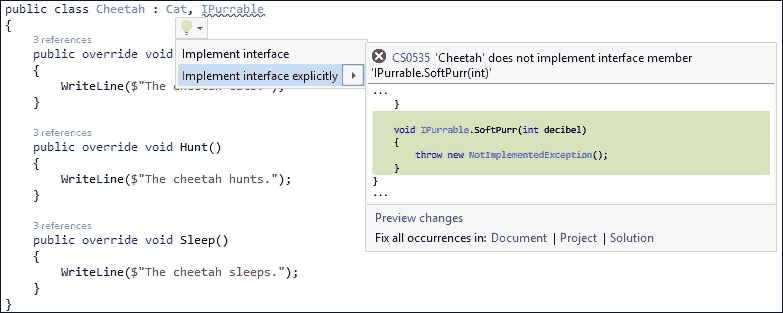 public class Cheetah : Cat, IPurrable
{
3 references
public override void
{
WriteLine($"The cheetah eats.");
}
3 references
public override void Hunt()
{
WriteLine($"The cheetah hunts.");
}
3 references
public override void Sleep()
{
WriteLine($"The cheetah sleeps.");
}
}
Implement interface
Implement interface explicitly
CS0535 'Cheetah' does not implement interface member
'IPurrable.SoftPurr(int)'
...
}
void IPurrable.SoftPurr(int decibel)
{
throw new NotImplementedException();
}
}
...
Preview changes
Fix all occurrences in: Document | Project | Solution